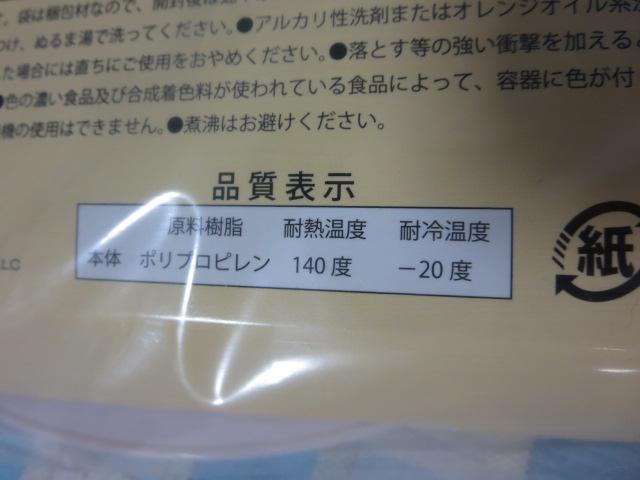 袋は梱包材なので、開封後は
つけ、ぬるま湯で洗ってください。●アルカリ性洗剤またはオレンジオイル系
た場合には直ちにご使用をおやめください。●落とす等の強い衝撃を加えると
●色の濃い食品及び合成着色料が使われている食品によって、容器に色が付
機の使用はできません。●煮沸はお避けください。
品質表示
原料樹脂 耐熱温度 耐冷温度
本体 ポリプロピレン 140度 −20度
LLC
紙